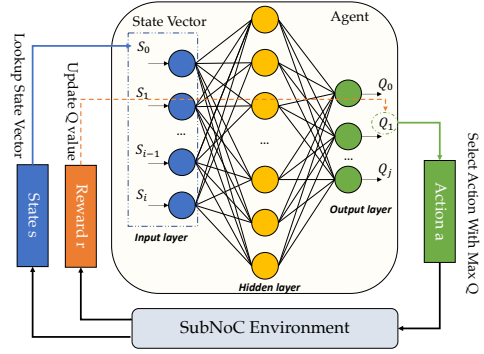 State Vector
Agent
Lookup State Vector
Update Q value
S0
S1
...
Si−1
Si
...
Q0
Q1
...
Qj
State s
Reward r
Input layer
Hidden layer
Output layer
Action a
Select Action With Max Q
SubNoC Environment